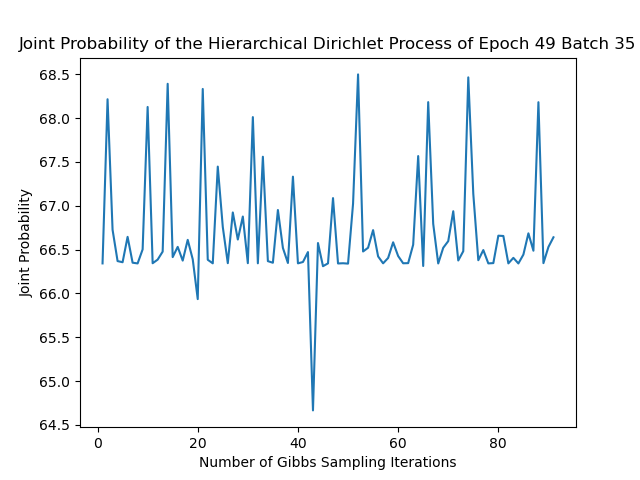 Joint Probability of the Hierarchical Dirichlet Process of Epoch 49 Batch 35
68.5
68.0
67.5
67.0
66.5
66.0
65.5
65.0
64.5
Joint Probability
0 20 40 60 80
Number of Gibbs Sampling Iterations